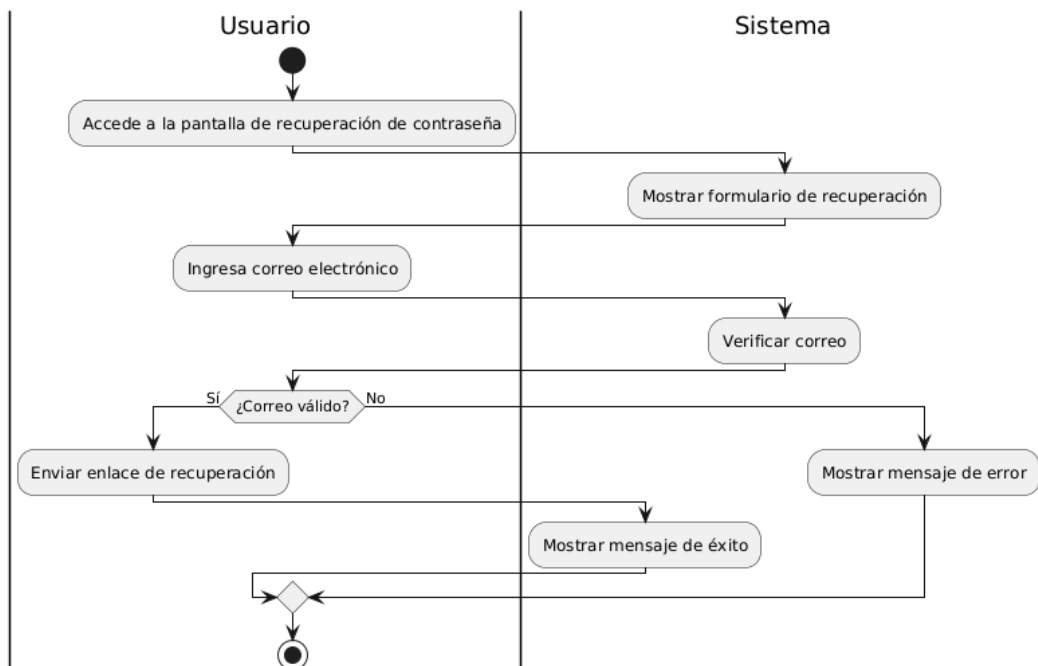 Usuario
Sistema
Accede a la pantalla de recuperación de contraseña
Mostrar formulario de recuperación
Ingresa correo electrónico
Verificar correo
Sí
¿Correo válido?
No
Enviar enlace de recuperación
Mostrar mensaje de error
Mostrar mensaje de éxito